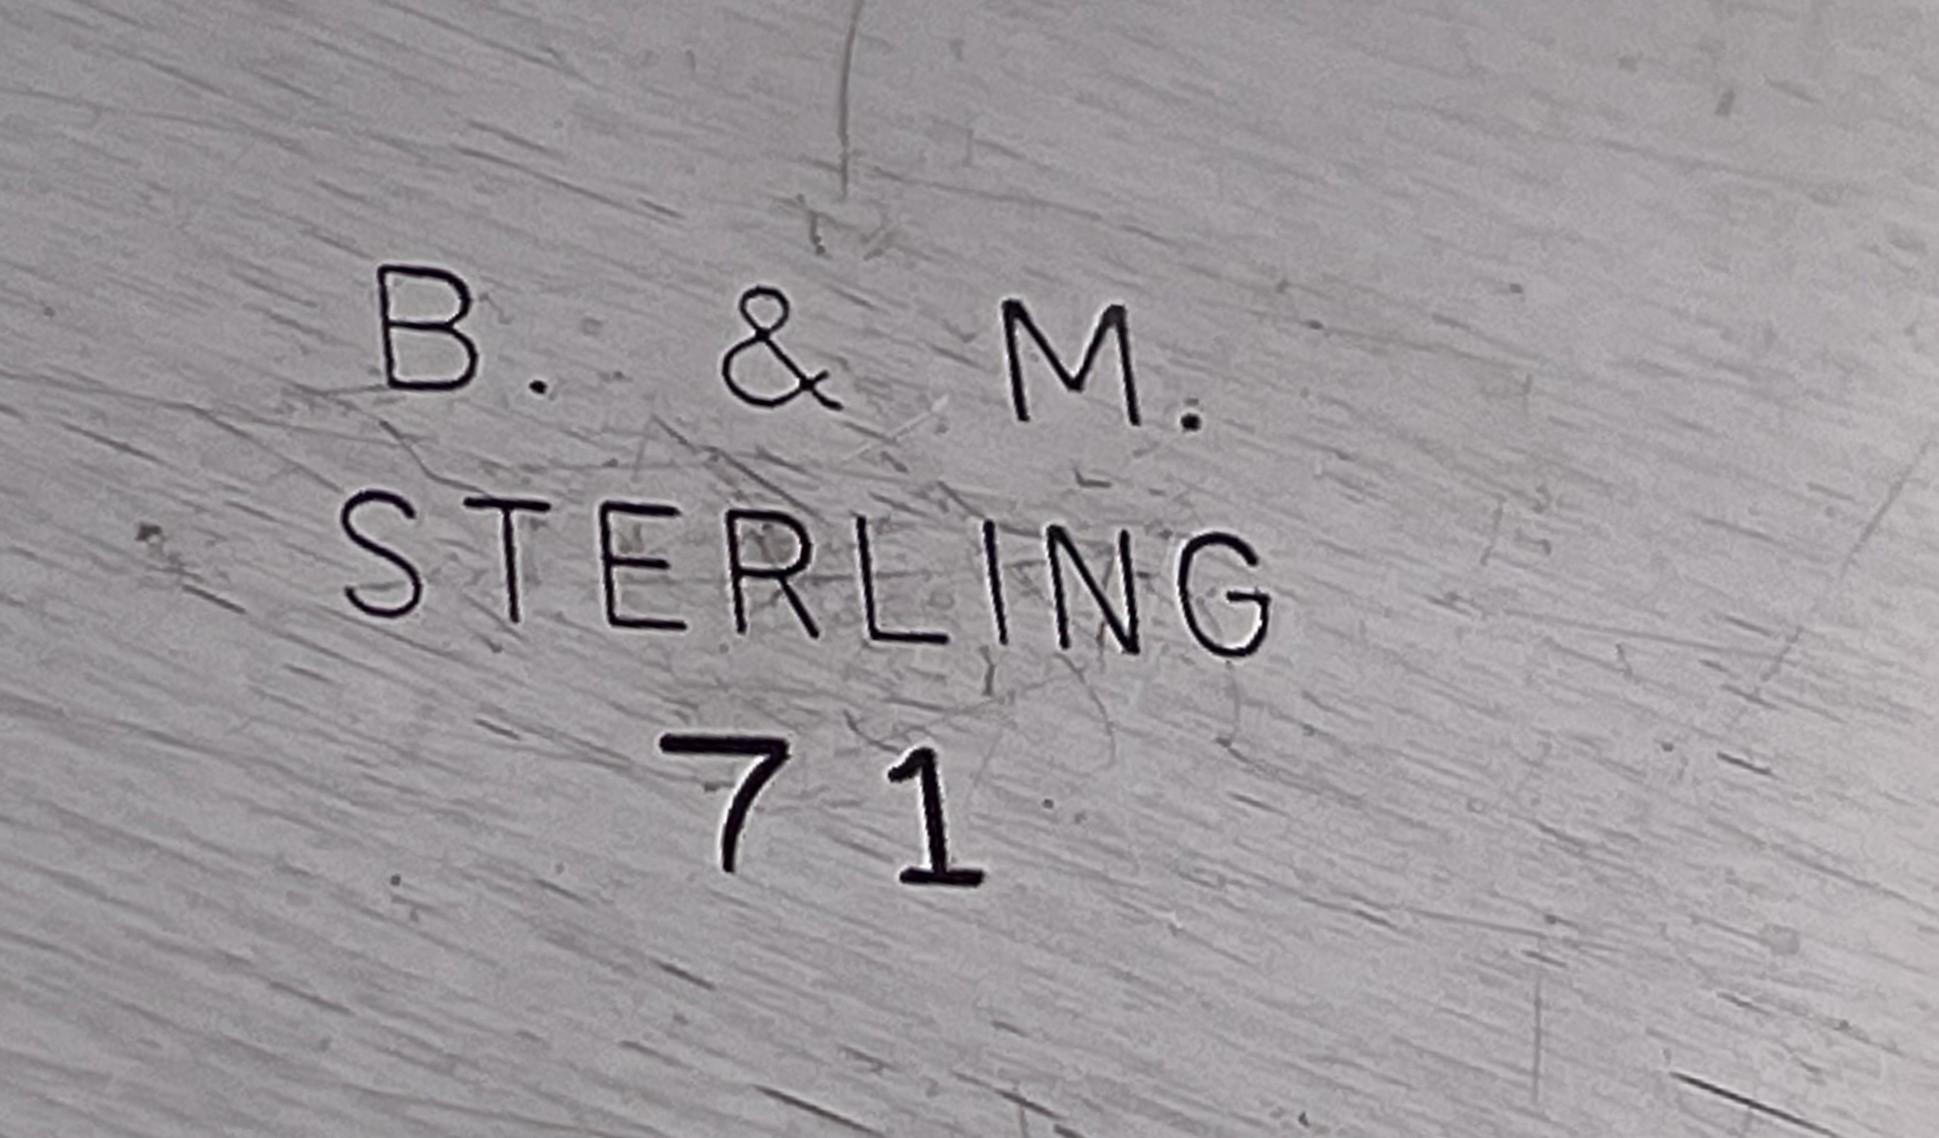 B. & M.
STERLING
71